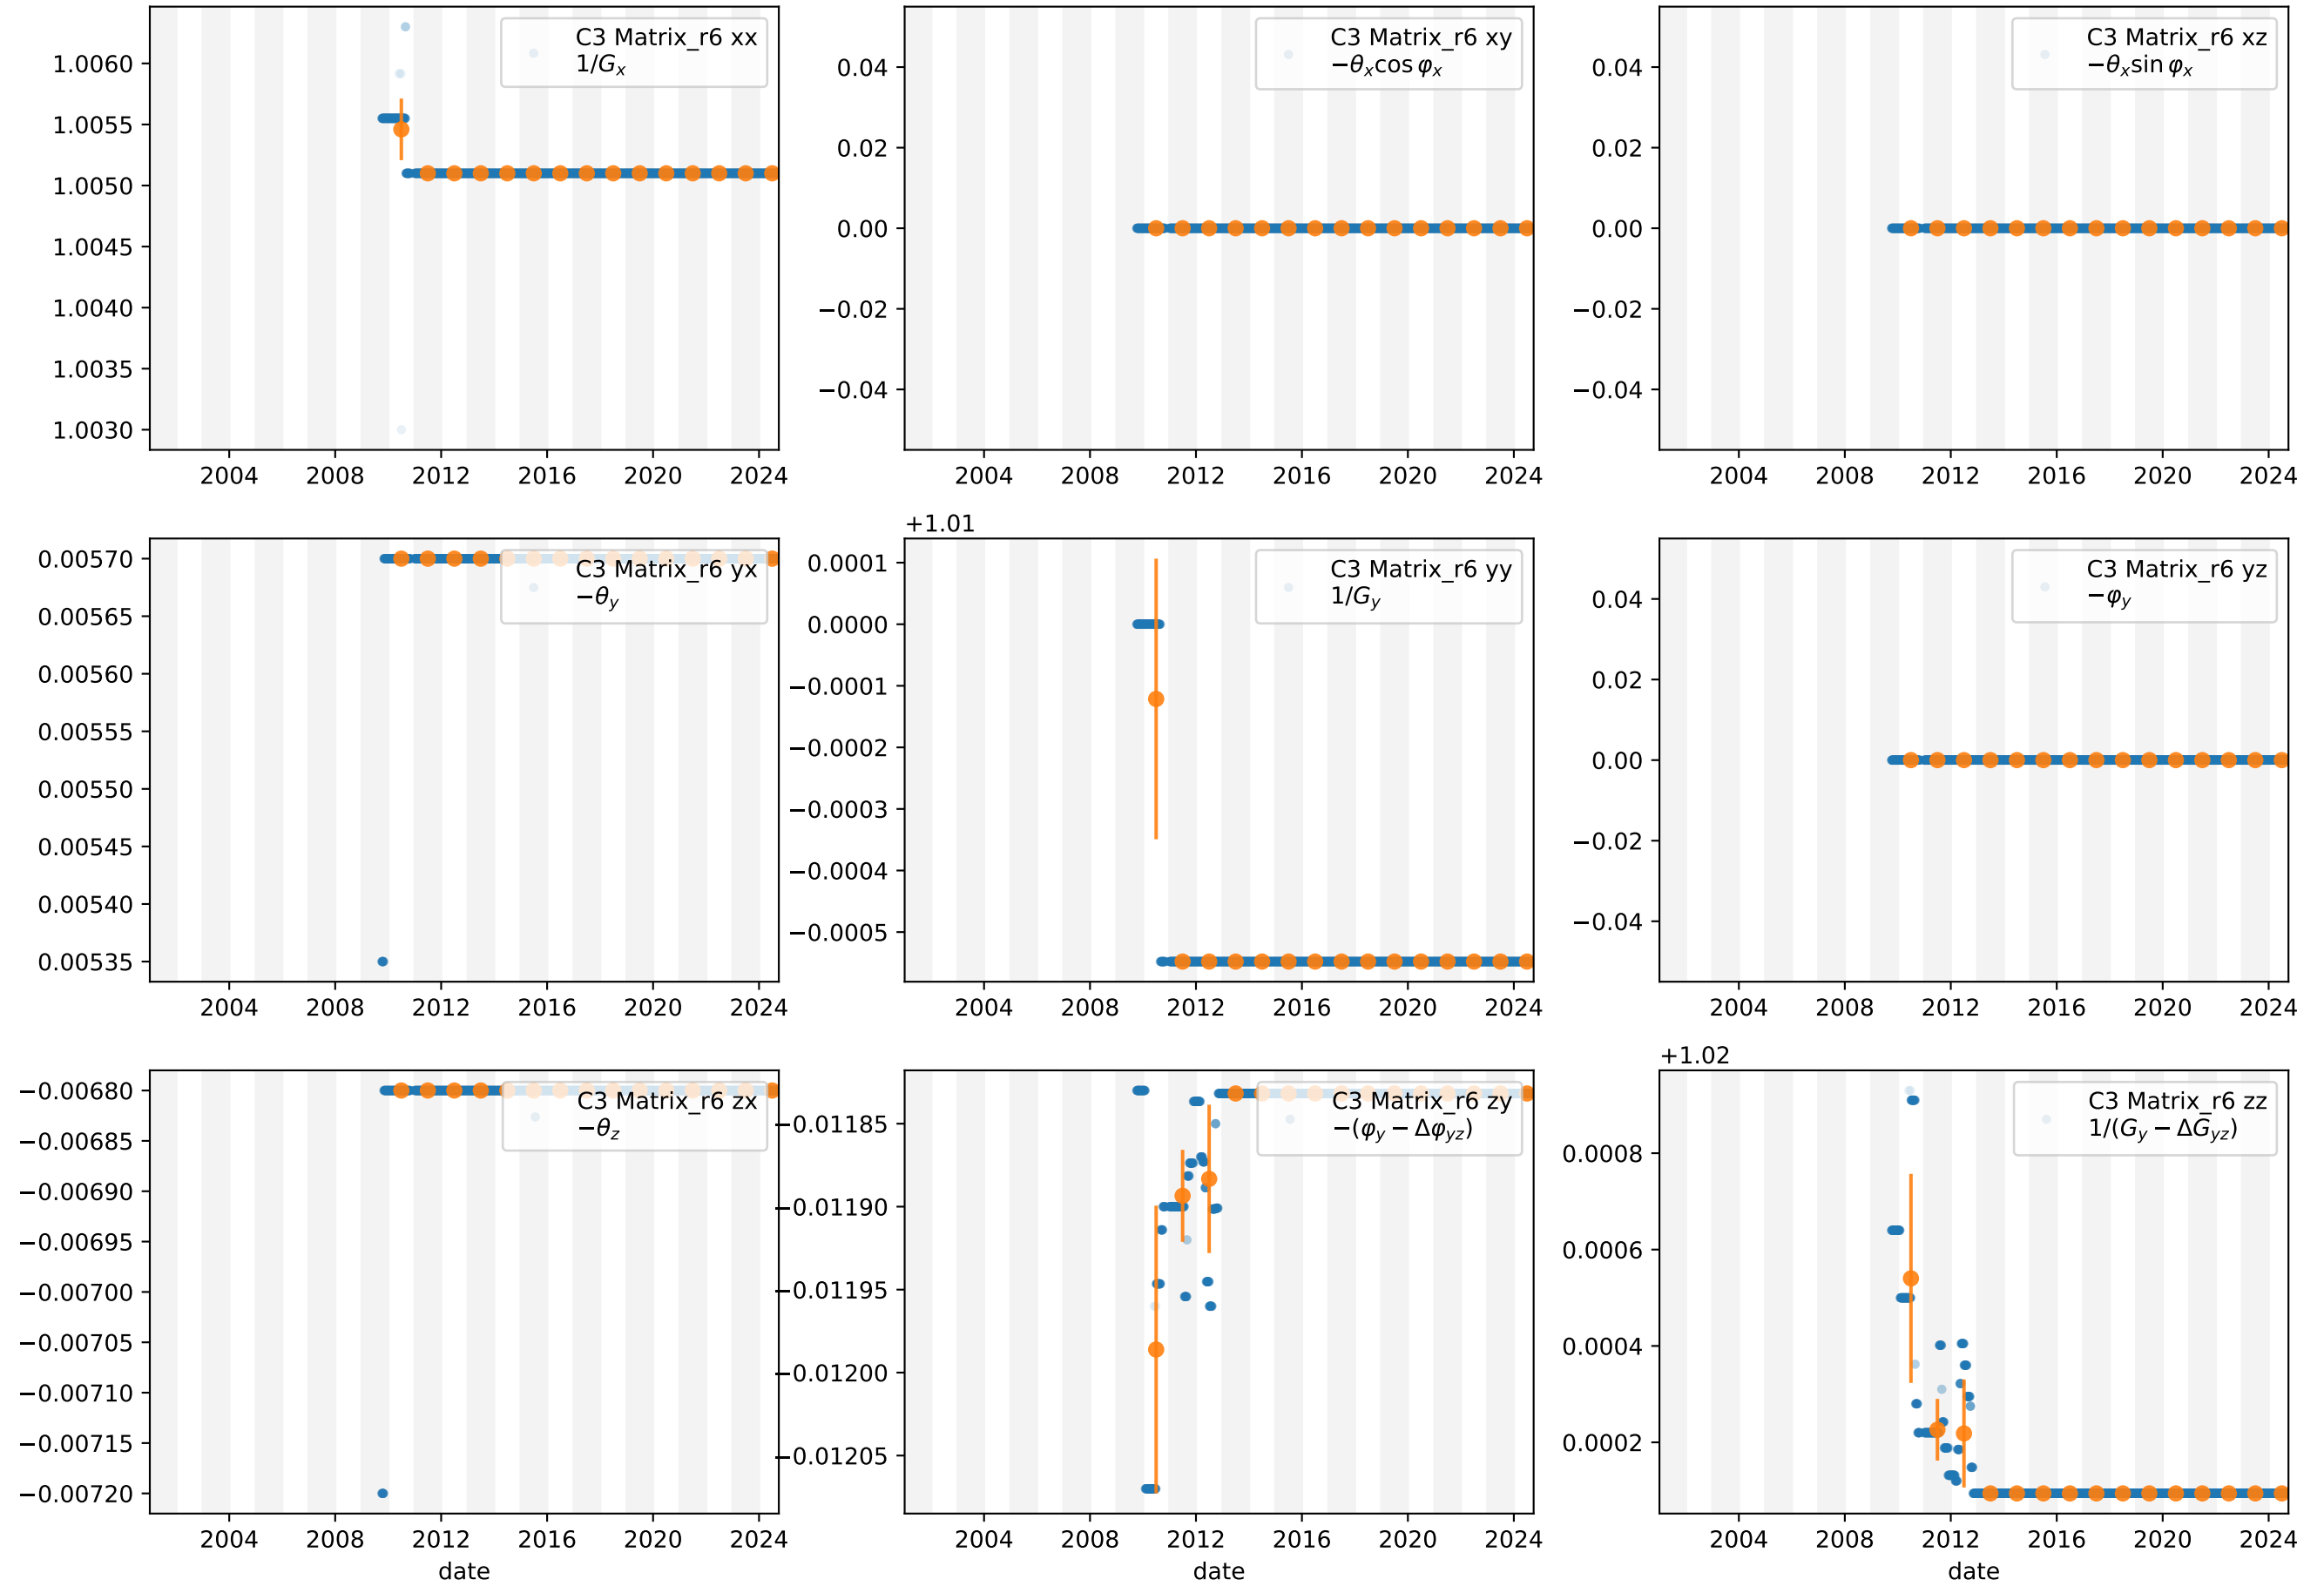 C3 Matrix_r6 xx
1/Gₓ
1.0060
1.0055
1.0050
1.0045
1.0040
1.0035
1.0030
2004 2008 2012 2016 2020 2024
C3 Matrix_r6 xy
−θₓcos φₓ
0.04
0.02
0.00
−0.02
−0.04
2004 2008 2012 2016 2020 2024
C3 Matrix_r6 xz
−θₓsin φₓ
0.04
0.02
0.00
−0.02
−0.04
2004 2008 2012 2016 2020 2024
C3 Matrix_r6 yx
−θ_y
0.00570
0.00565
0.00560
0.00555
0.00550
0.00545
0.00540
0.00535
2004 2008 2012 2016 2020 2024
+1.01
C3 Matrix_r6 yy
1/G_y
0.0001
0.0000
−0.0001
−0.0002
−0.0003
−0.0004
−0.0005
2004 2008 2012 2016 2020 2024
C3 Matrix_r6 yz
−φ_y
0.04
0.02
0.00
−0.02
−0.04
2004 2008 2012 2016 2020 2024
C3 Matrix_r6 zx
−θ_z
−0.00680
−0.00685
−0.00690
−0.00695
−0.00700
−0.00705
−0.00710
−0.00715
−0.00720
2004 2008 2012 2016 2020 2024
date
C3 Matrix_r6 zy
−(φ_y − Δφ_yz)
−0.01185
−0.01190
−0.01195
−0.01200
−0.01205
2004 2008 2012 2016 2020 2024
date
+1.02
C3 Matrix_r6 zz
1/(G_y − ΔG_yz)
0.0008
0.0006
0.0004
0.0002
2004 2008 2012 2016 2020 2024
date